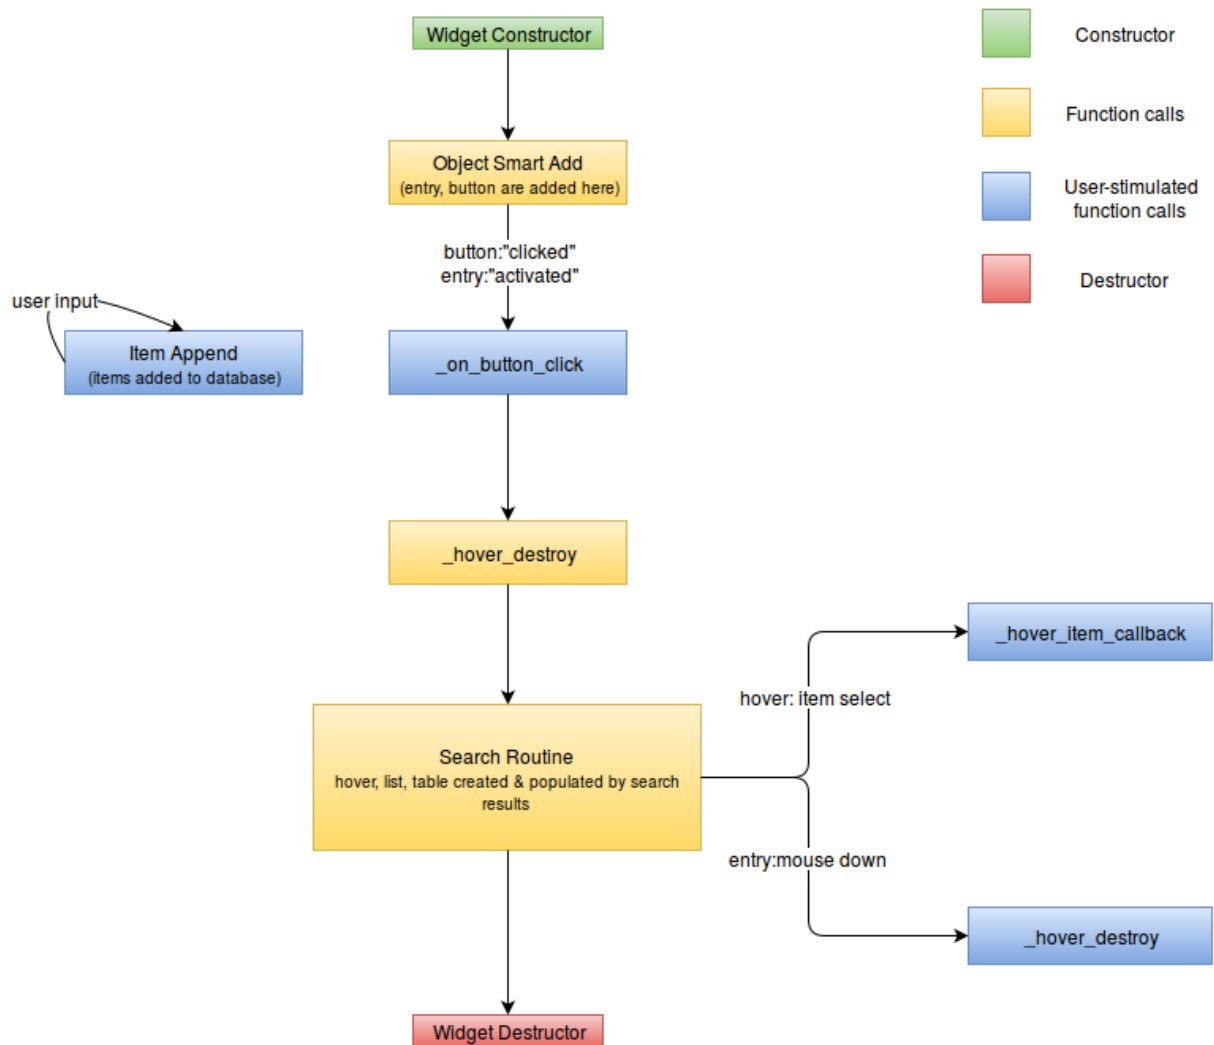 Widget Constructor
Constructor
Function calls
Object Smart Add
(entry, button are added here)
User-stimulated
function calls
button:"clicked"
entry:"activated"
Destructor
user input
Item Append
(items added to database)
_on_button_click
_hover_destroy
_hover_item_callback
hover: item select
Search Routine
hover, list, table created & populated by search
results
entry:mouse down
_hover_destroy
Widget Destructor